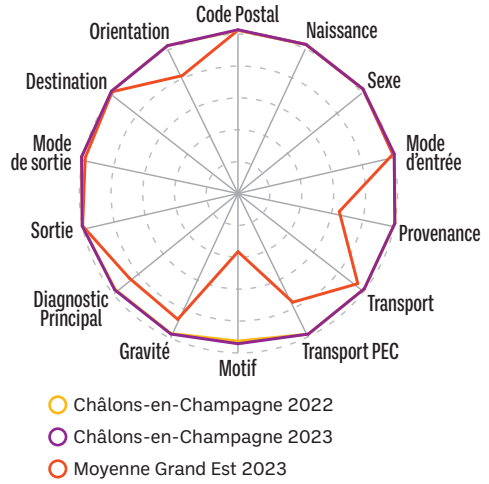 Code Postal
Naissance
Sexe
Mode
d'entrée
Provenance
Transport
Transport PEC
Motif
Gravité
Diagnostic
Principal
Sortie
Mode
de sortie
Destination
Orientation
Châlons-en-Champagne 2022
Châlons-en-Champagne 2023
Moyenne Grand Est 2023